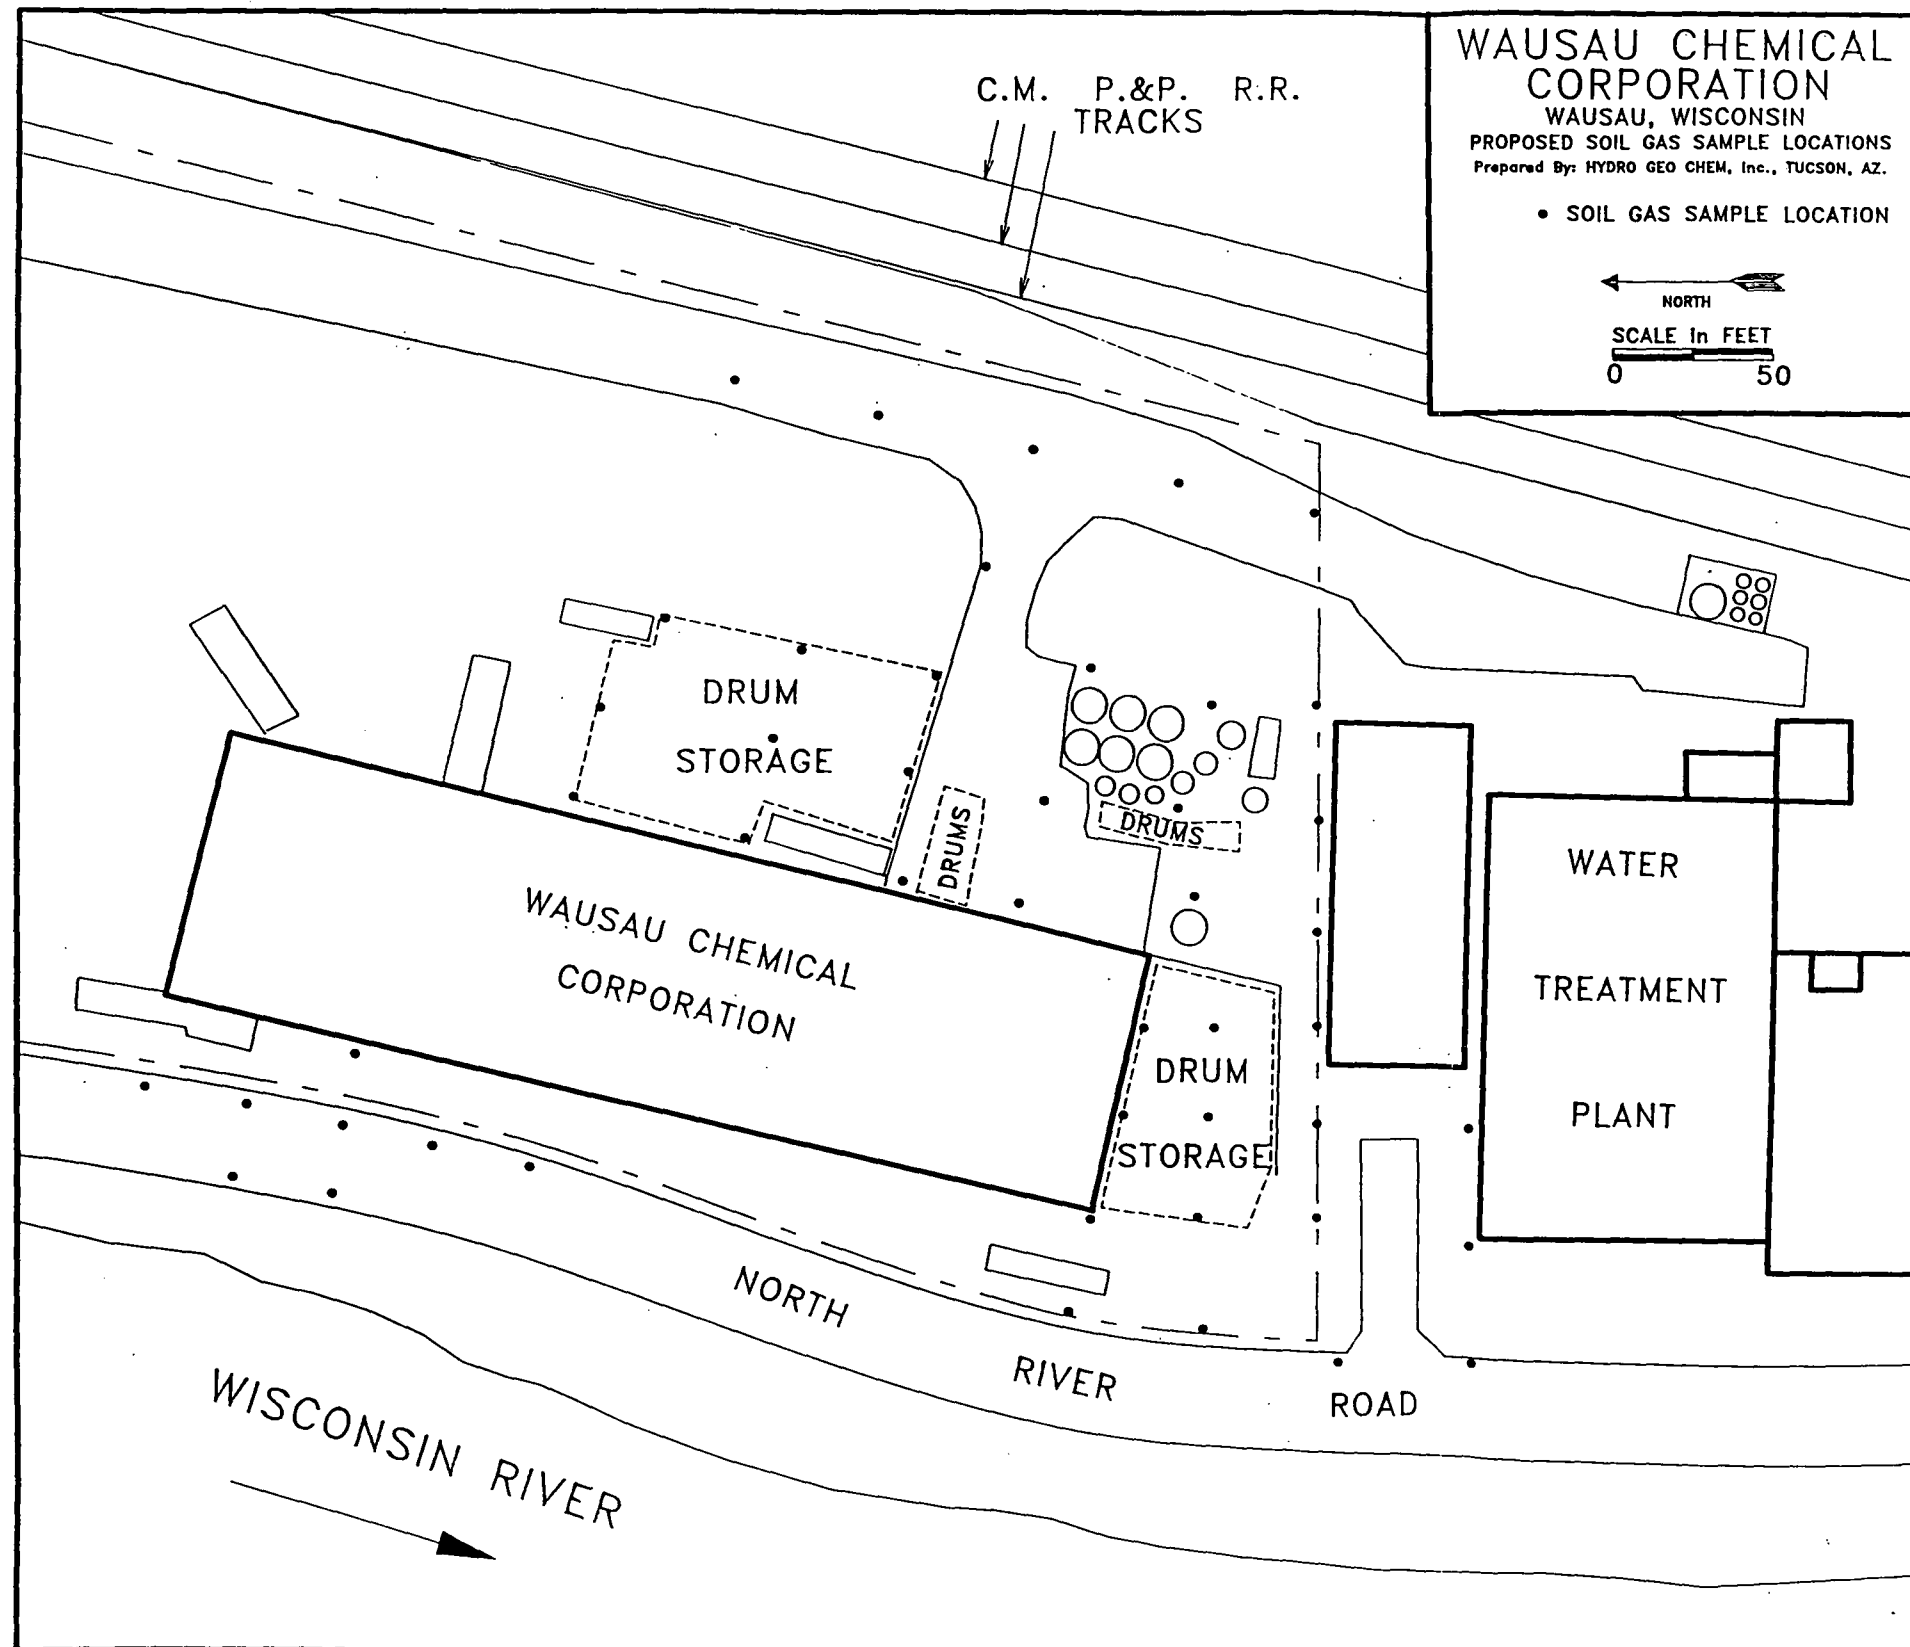 WAUSAU CHEMICAL
CORPORATION
WAUSAU, WISCONSIN
PROPOSED SOIL GAS SAMPLE LOCATIONS
Prepared By: HYDRO GEO CHEM, Inc., TUCSON, AZ.
• SOIL GAS SAMPLE LOCATION
NORTH
SCALE in FEET
0 50
C.M. P.&P. R.R.
TRACKS
DRUM
STORAGE
DRUMS
DRUMS
WAUSAU CHEMICAL
CORPORATION
DRUM
STORAGE
WATER
TREATMENT
PLANT
NORTH RIVER ROAD
WISCONSIN RIVER